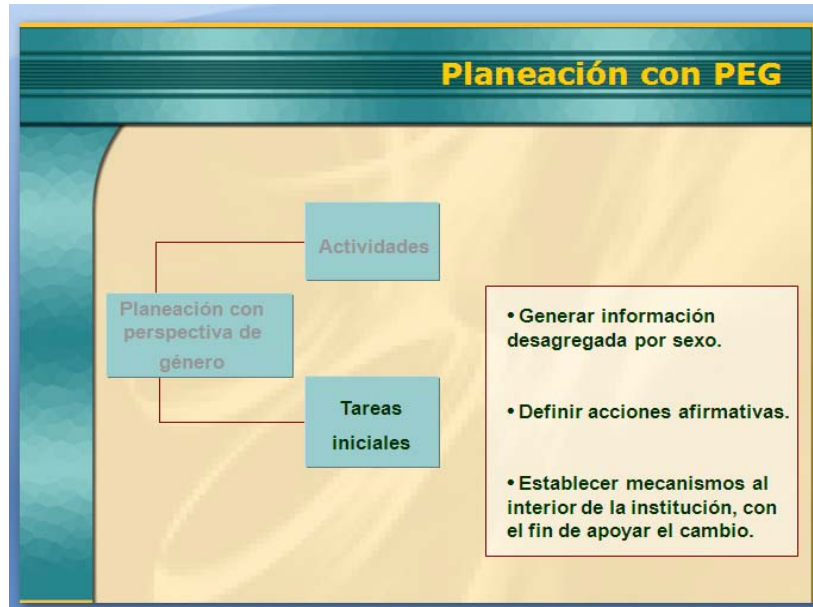 Planeación con PEG
Actividades
Planeación con
perspectiva de
género
Tareas
iniciales
• Generar información
desagregada por sexo.
• Definir acciones afirmativas.
• Establecer mecanismos al
interior de la institución, con
el fin de apoyar el cambio.